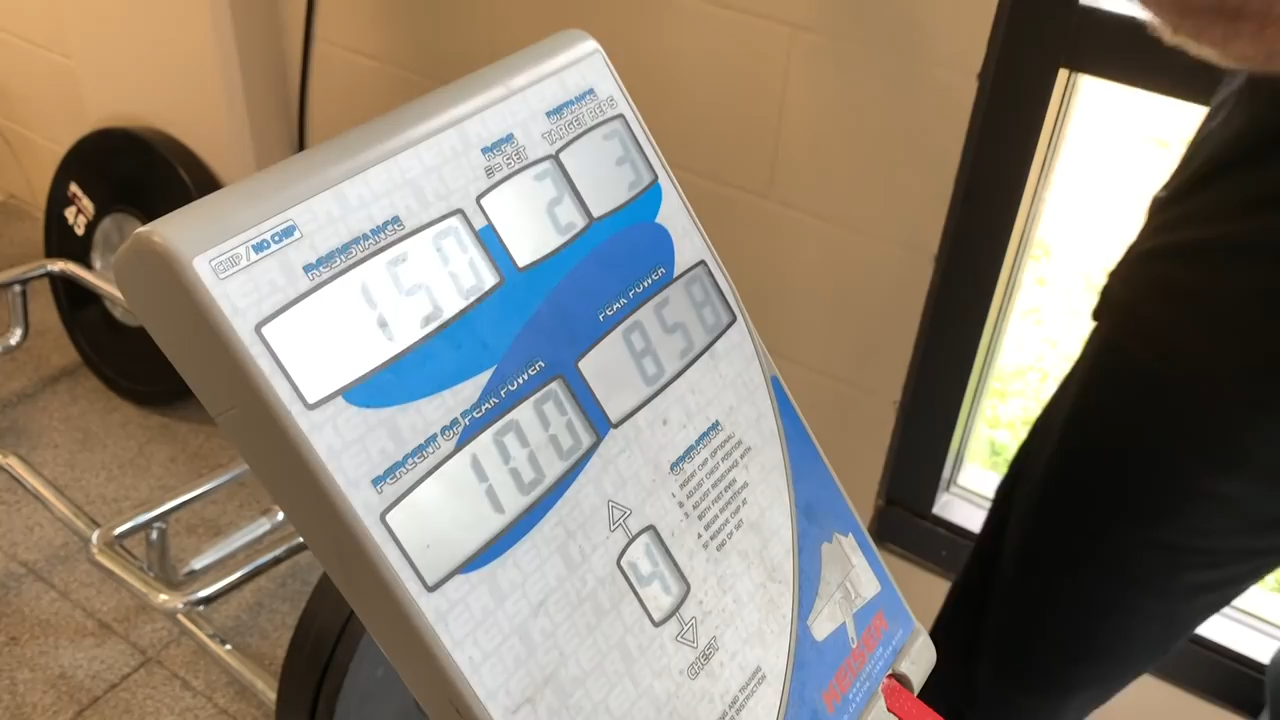 45
CHIP / NO CHIP
RESISTANCE
150
REPS
= SET
2
DISTANCE
TARGET REPS
3
PERCENT OF PEAK POWER
100
PEAK POWER
858
OPERATION
1. INSERT CHIP (OPTIONAL)
2. ADJUST CHEST POSITION
3. ADJUST RESISTANCE WITH
BOTH FEET EVEN
4. BEGIN REPETITIONS
5. REMOVE CHIP AT
END OF SET
4
CHEST
KEISER